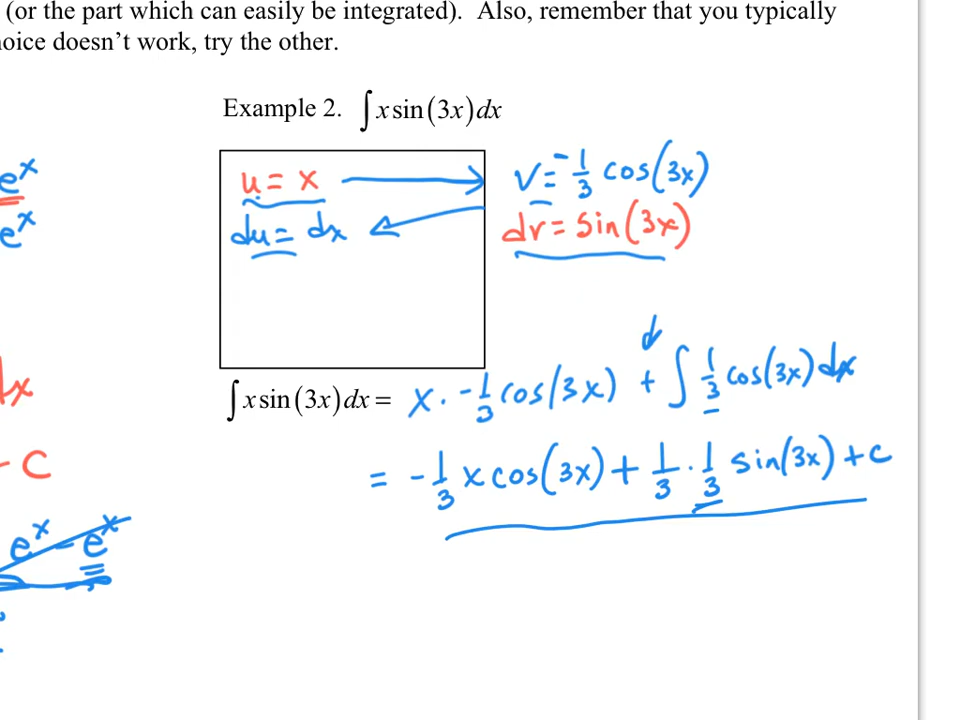 (or the part which can easily be integrated). Also, remember that you typically
oice doesn't work, try the other.
Example 2. ∫x sin(3x)dx
e^x
u = x → v = -1/3 cos(3x)
e^x
du = dx ← dv = sin(3x)
dx
∫x sin(3x)dx = x · -1/3 cos(3x) + ∫ 1/3 cos(3x) dx
- C
= -1/3 x cos(3x) + 1/3 · 1/3 sin(3x) + C
e^x - e^x